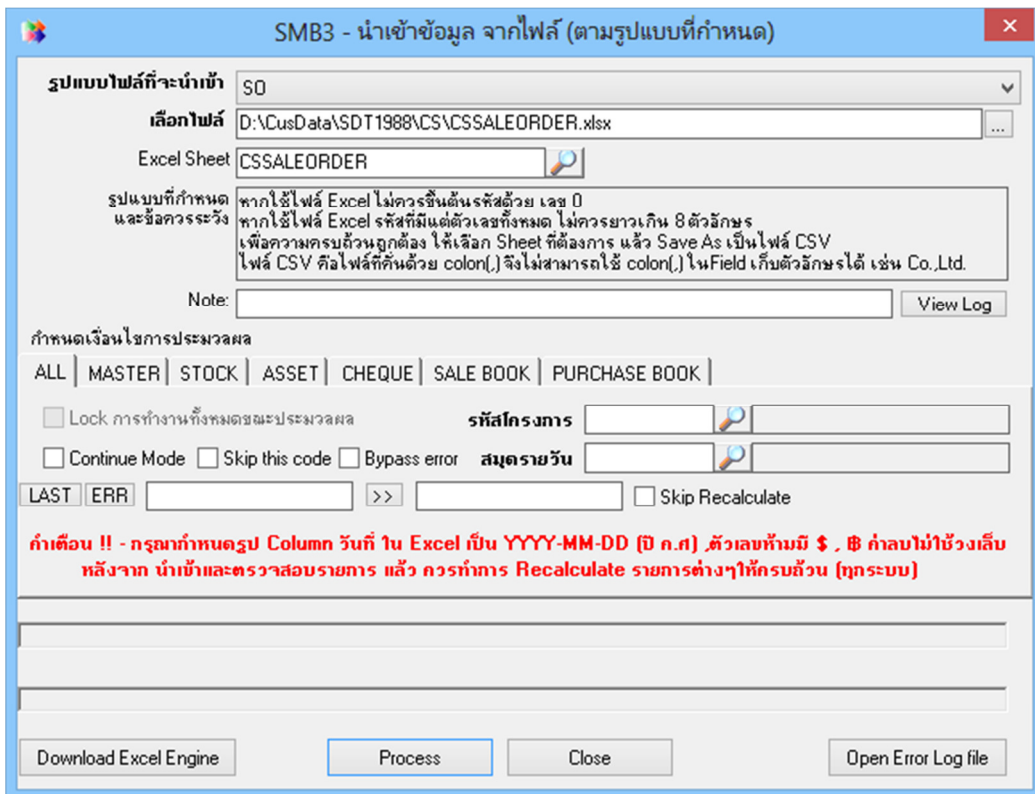 SMB3 - นำเข้าข้อมูล จากไฟล์ (ตามรูปแบบที่กำหนด)
รูปแบบไฟล์ที่จะนำเข้า SO
เลือกไฟล์ D:\CusData\SDT1988\CS\CSSALEORDER.xlsx ...
Excel Sheet CSSALEORDER
รูปแบบที่กำหนด หากใช้ไฟล์ Excel ไม่ควรขึ้นต้นรหัสด้วย เลข 0
และข้อควรระวัง หากใช้ไฟล์ Excel รหัสที่มีแต่ตัวเลขทั้งหมด ไม่ควรยาวเกิน 8 ตัวอักษร
เพื่อความครบถ้วนถูกต้อง ให้เลือก Sheet ที่ต้องการ แล้ว Save As เป็นไฟล์ CSV
ไฟล์ CSV คือไฟล์ที่คั่นด้วย colon(,) จึงไม่สามารถใช้ colon(,) ในField เก็บตัวอักษรได้ เช่น Co.,Ltd.
Note: View Log
กำหนดเงื่อนไขการประมวลผล
ALL MASTER STOCK ASSET CHEQUE SALE BOOK PURCHASE BOOK
Lock การทำงานทั้งหมดขณะประมวลผล รหัสโครงการ
Continue Mode Skip this code Bypass error สมุดรายวัน
LAST ERR >> Skip Recalculate
คำเตือน !! - กรุณากำหนดรูป Column วันที่ ใน Excel เป็น YYYY-MM-DD (ปี ค.ศ) ,ตัวเลขห้ามมี $ , ฿ ค่าลบไม่ใช้วงเล็บ
หลังจาก นำเข้าและตรวจสอบรายการ แล้ว ควรทำการ Recalculate รายการต่างๆให้ครบถ้วน (ทุกระบบ)
Download Excel Engine Process Close Open Error Log file